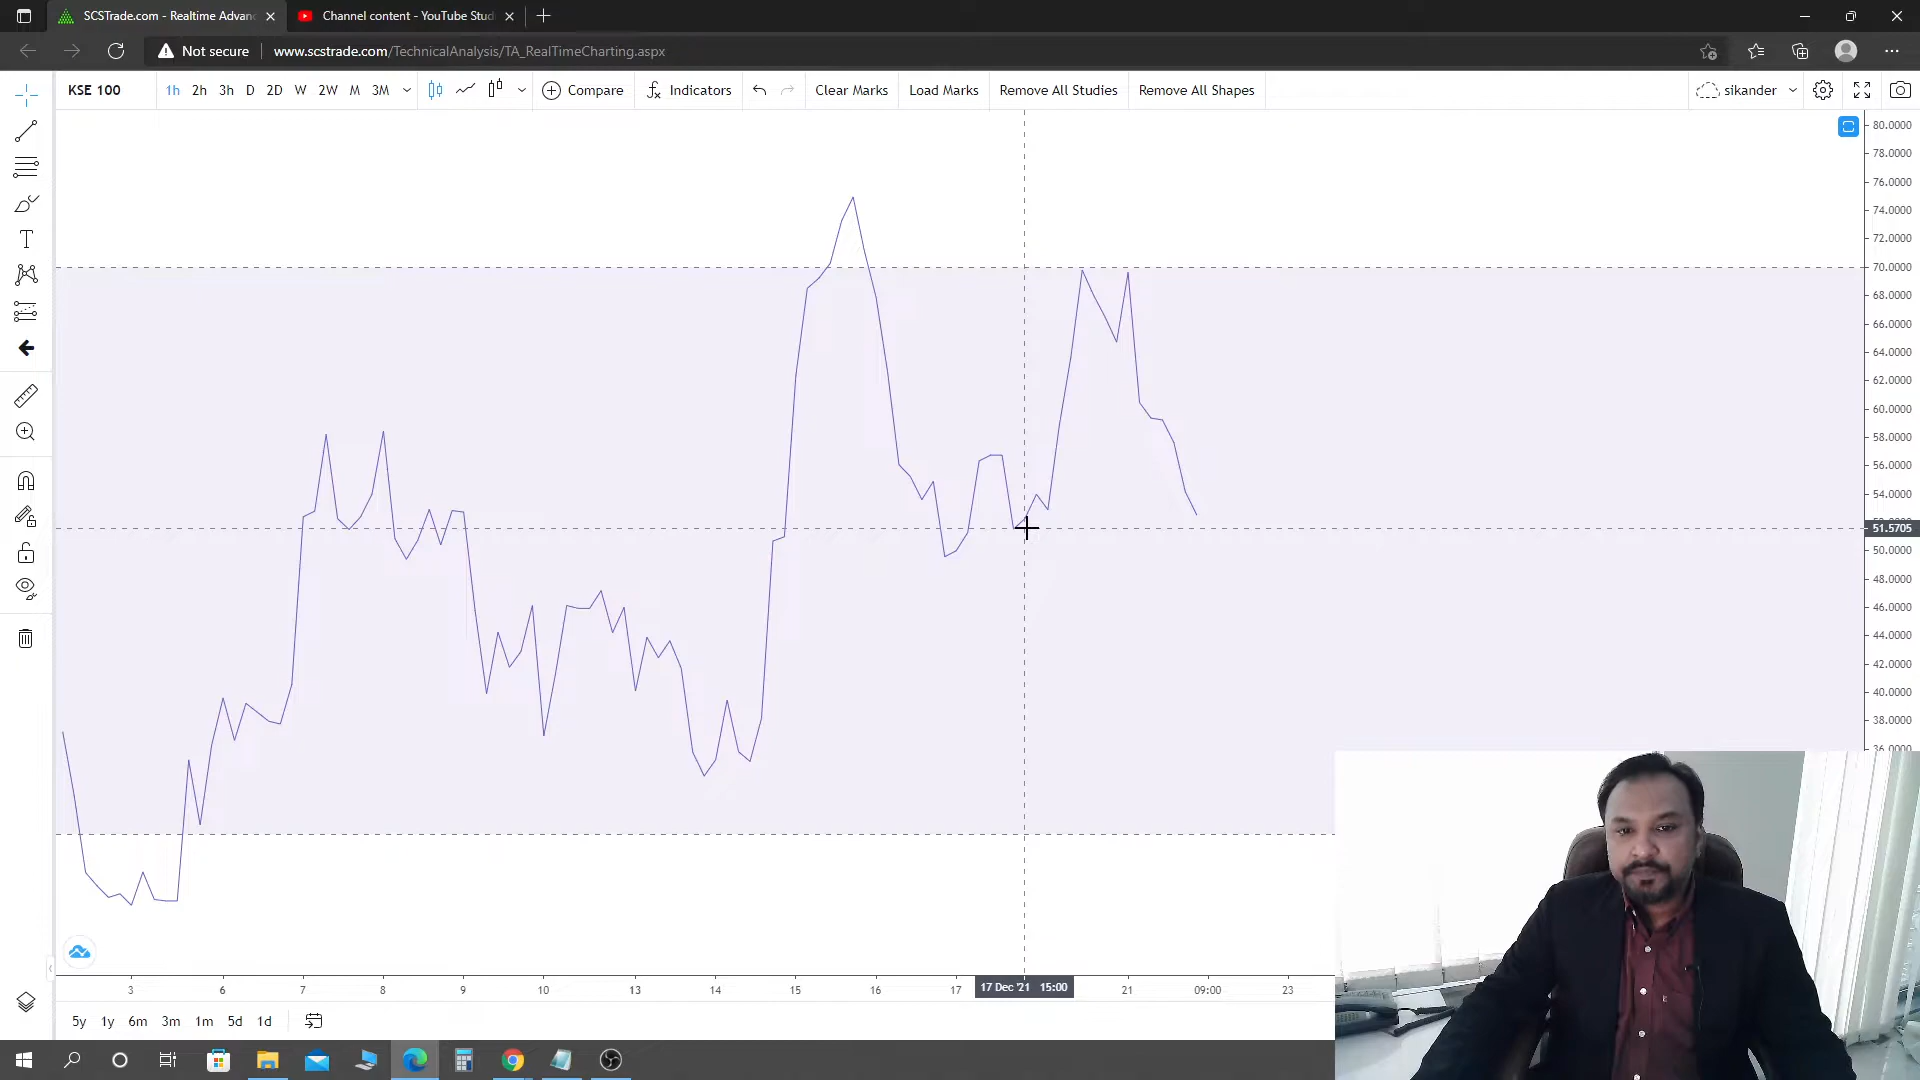 SCSTrade.com - Realtime Advan
Channel content - YouTube Stud
Not secure
www.scstrade.com/TechnicalAnalysis/TA_RealTimeCharting.aspx
KSE 100
1h 2h 3h D 2D W 2W M 3M
Compare
Indicators
Clear Marks
Load Marks
Remove All Studies
Remove All Shapes
sikander
80.0000
78.0000
76.0000
74.0000
72.0000
70.0000
68.0000
66.0000
64.0000
62.0000
60.0000
58.0000
56.0000
54.0000
51.5705
50.0000
48.0000
46.0000
44.0000
42.0000
40.0000
38.0000
36.0000
3 6 7 8 9 10 13 14 15 16 17 17 Dec '21 15:00 21 09:00 23
5y 1y 6m 3m 1m 5d 1d